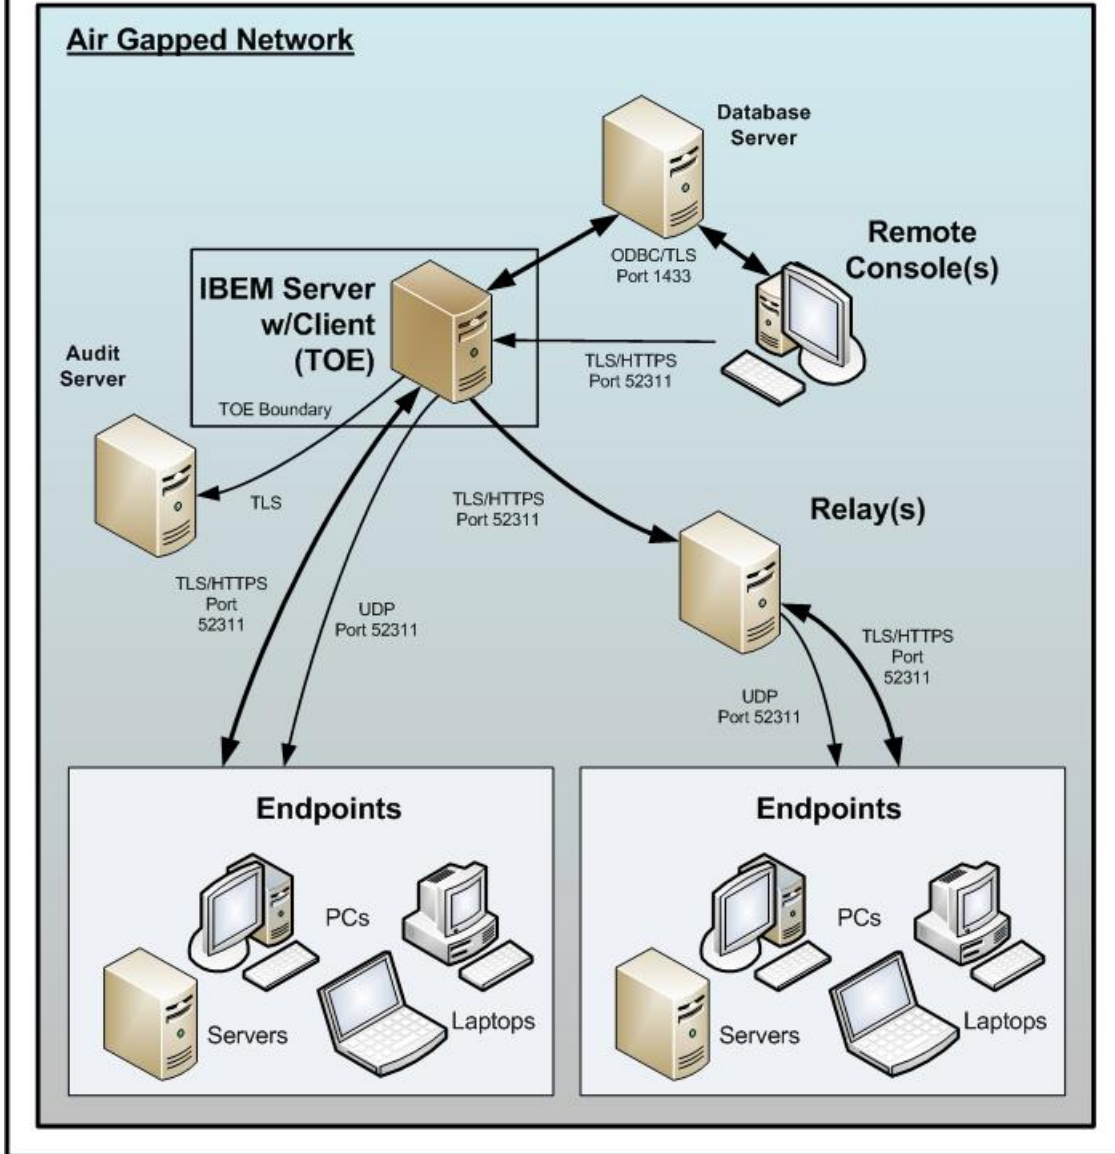 Air Gapped Network
Database
Server
Remote
Console(s)
ODBC/TLS
Port 1433
IBEM Server
w/Client
(TOE)
TOE Boundary
TLS/HTTPS
Port 52311
Audit
Server
TLS
TLS/HTTPS
Port 52311
Relay(s)
TLS/HTTPS
Port
52311
UDP
Port 52311
TLS/HTTPS
Port
52311
UDP
Port 52311
Endpoints
PCs
Servers
Laptops
Endpoints
PCs
Servers
Laptops